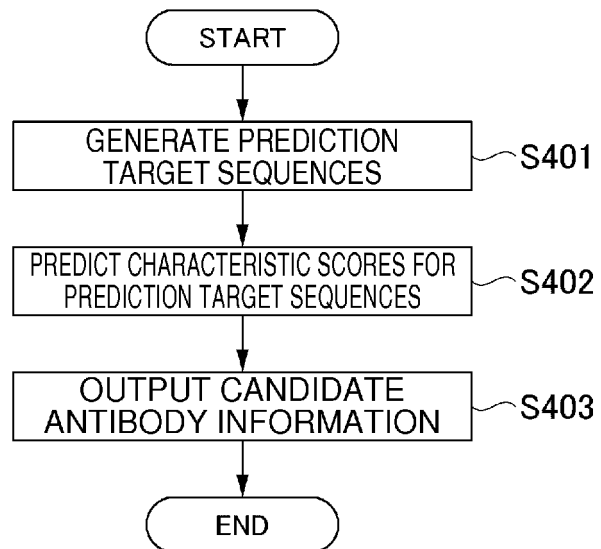 START
GENERATE PREDICTION
TARGET SEQUENCES
S401
PREDICT CHARACTERISTIC SCORES FOR
PREDICTION TARGET SEQUENCES
S402
OUTPUT CANDIDATE
ANTIBODY INFORMATION
S403
END